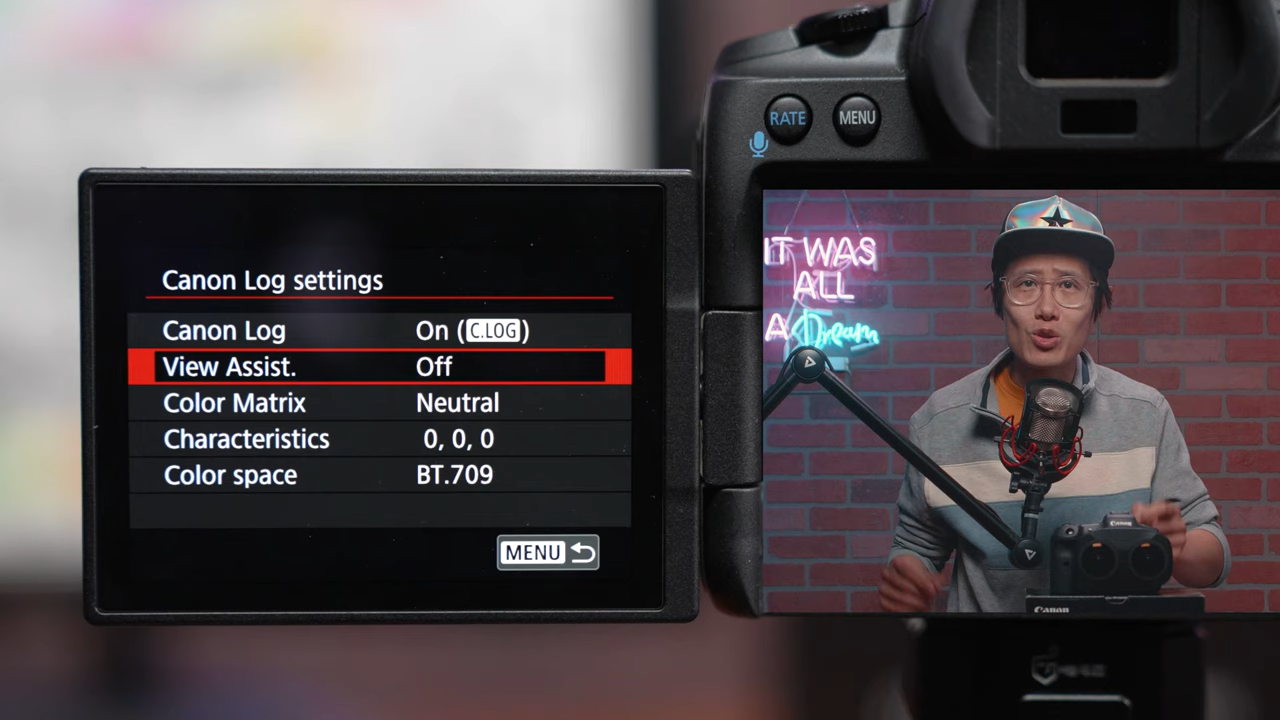 RATE MENU
Canon Log settings
Canon Log On (C.LOG)
View Assist. Off
Color Matrix Neutral
Characteristics 0, 0, 0
Color space BT.709
MENU
IT WAS
ALL
A Dream
Canon
Canon